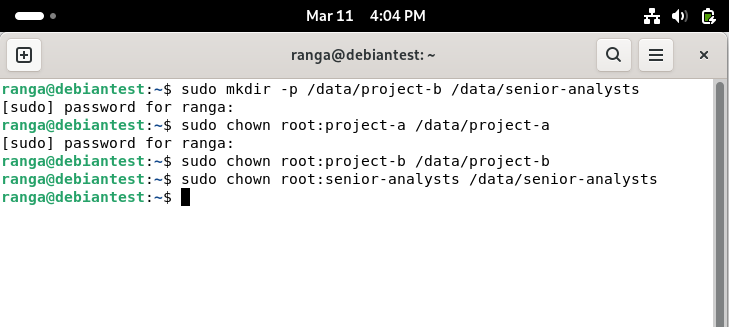 Mar 11 4:04 PM
ranga@debiantest: ~
ranga@debiantest:~$ sudo mkdir -p /data/project-b /data/senior-analysts
[sudo] password for ranga:
ranga@debiantest:~$ sudo chown root:project-a /data/project-a
[sudo] password for ranga:
ranga@debiantest:~$ sudo chown root:project-b /data/project-b
ranga@debiantest:~$ sudo chown root:senior-analysts /data/senior-analysts
ranga@debiantest:~$